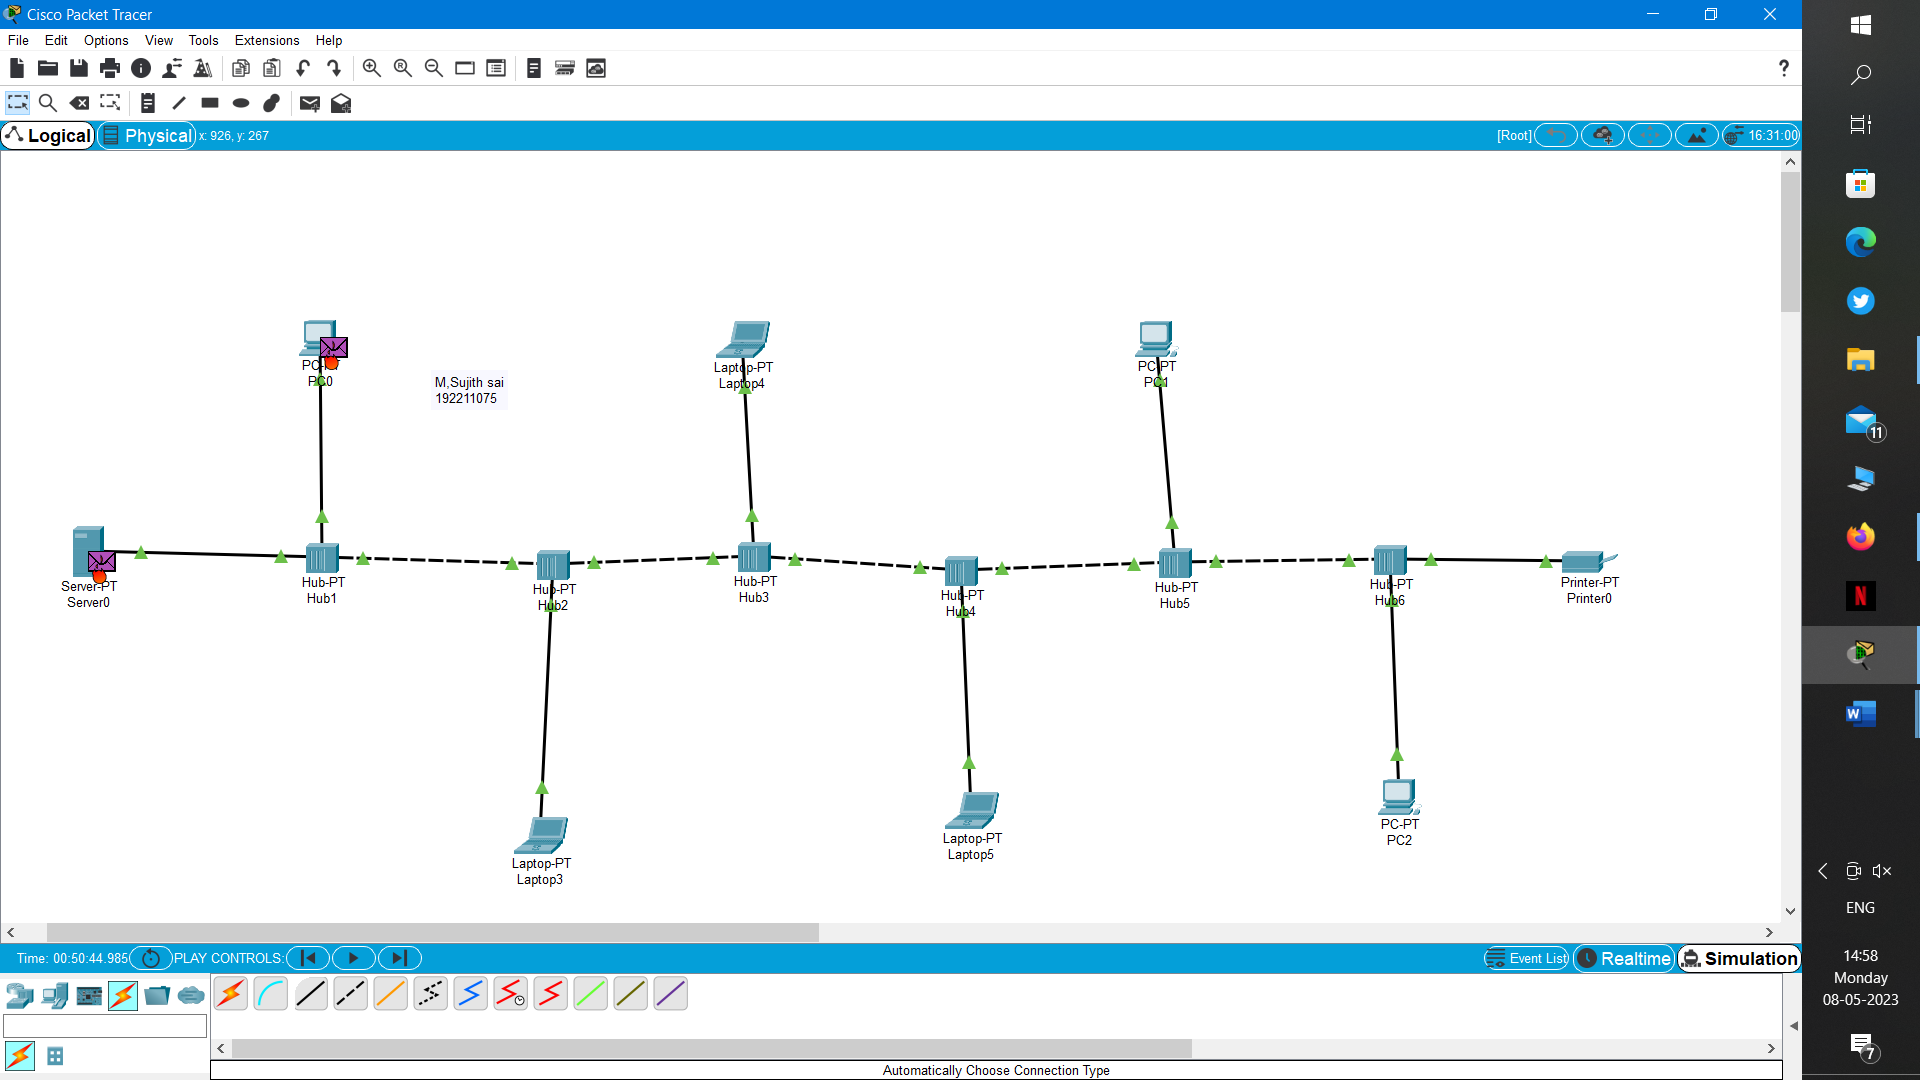 Cisco Packet Tracer
File Edit Options View Tools Extensions Help
?
Logical Physical x: 926, y: 267 [Root] 16:31:00
PC-PT
PC0
M,Sujith sai
192211075
Laptop-PT
Laptop4
PC-PT
PC1
Server-PT
Server0
Hub-PT
Hub1
Hub-PT
Hub2
Hub-PT
Hub3
Hub-PT
Hub4
Hub-PT
Hub5
Hub-PT
Hub6
Printer-PT
Printer0
Laptop-PT
Laptop3
Laptop-PT
Laptop5
PC-PT
PC2
Time: 00:50:44.985 PLAY CONTROLS: Event List Realtime Simulation
Automatically Choose Connection Type
11
N
W
ENG
14:58
Monday
08-05-2023
7